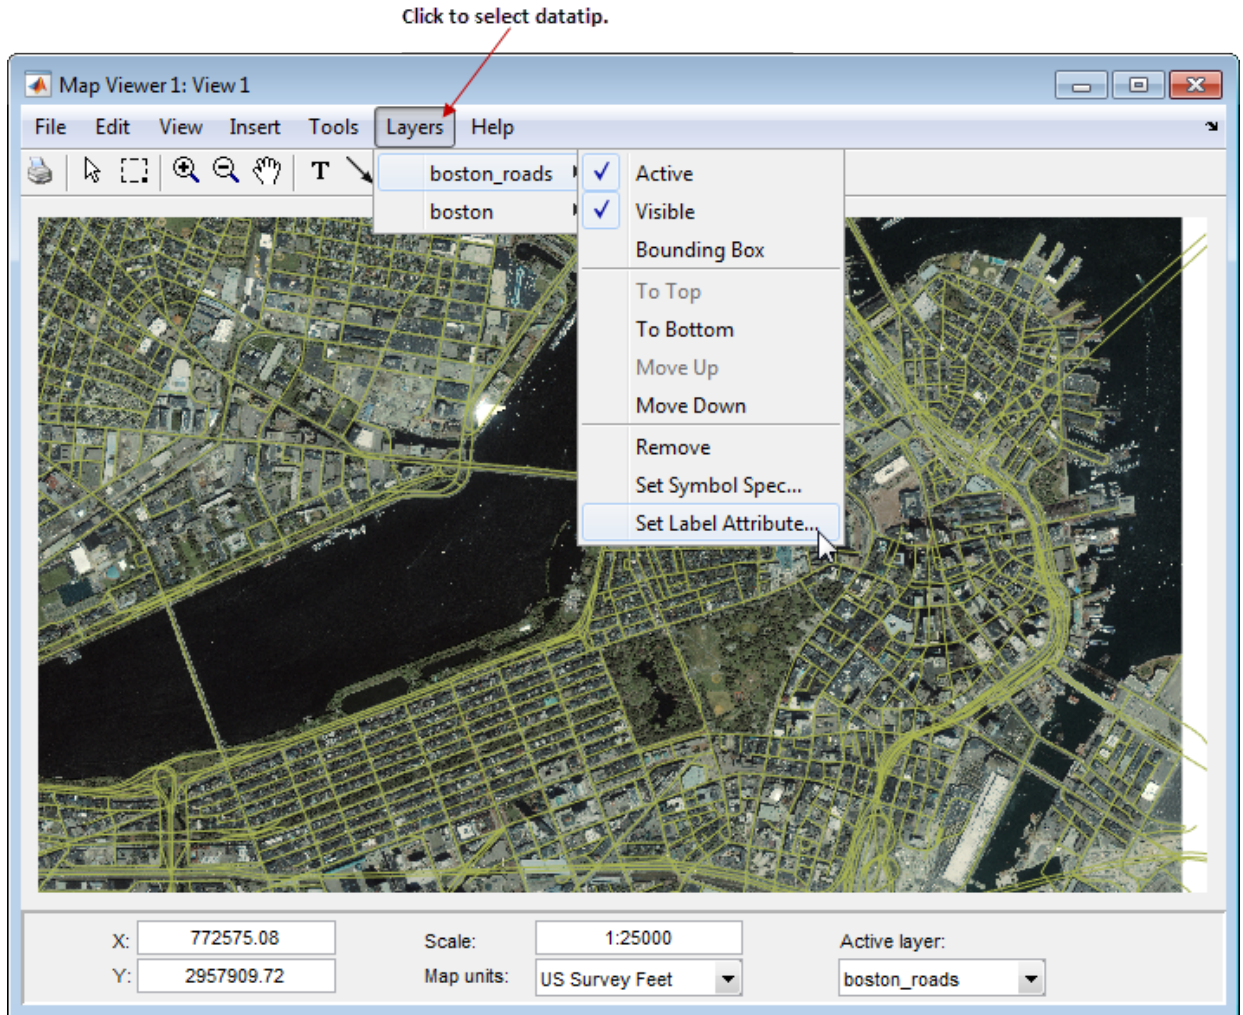 Click to select datatip.
Map Viewer 1: View 1
File Edit View Insert Tools Layers Help
T
boston_roads
boston
Active
Visible
Bounding Box
To Top
To Bottom
Move Up
Move Down
Remove
Set Symbol Spec...
Set Label Attribute...
X: 772575.08 Scale: 1:25000 Active layer:
Y: 2957909.72 Map units: US Survey Feet boston_roads